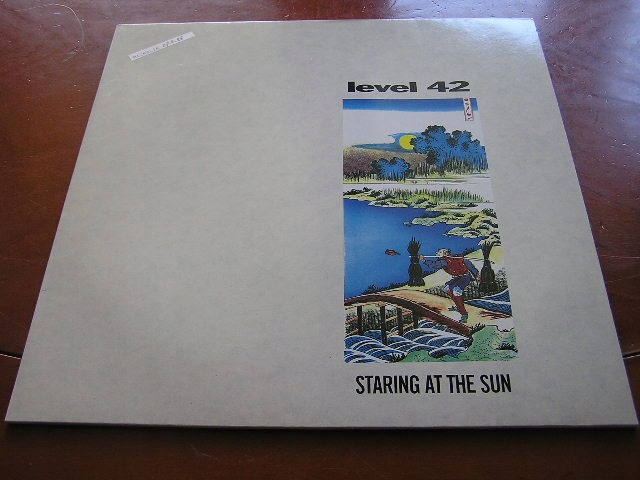 level 42
STARING AT THE SUN